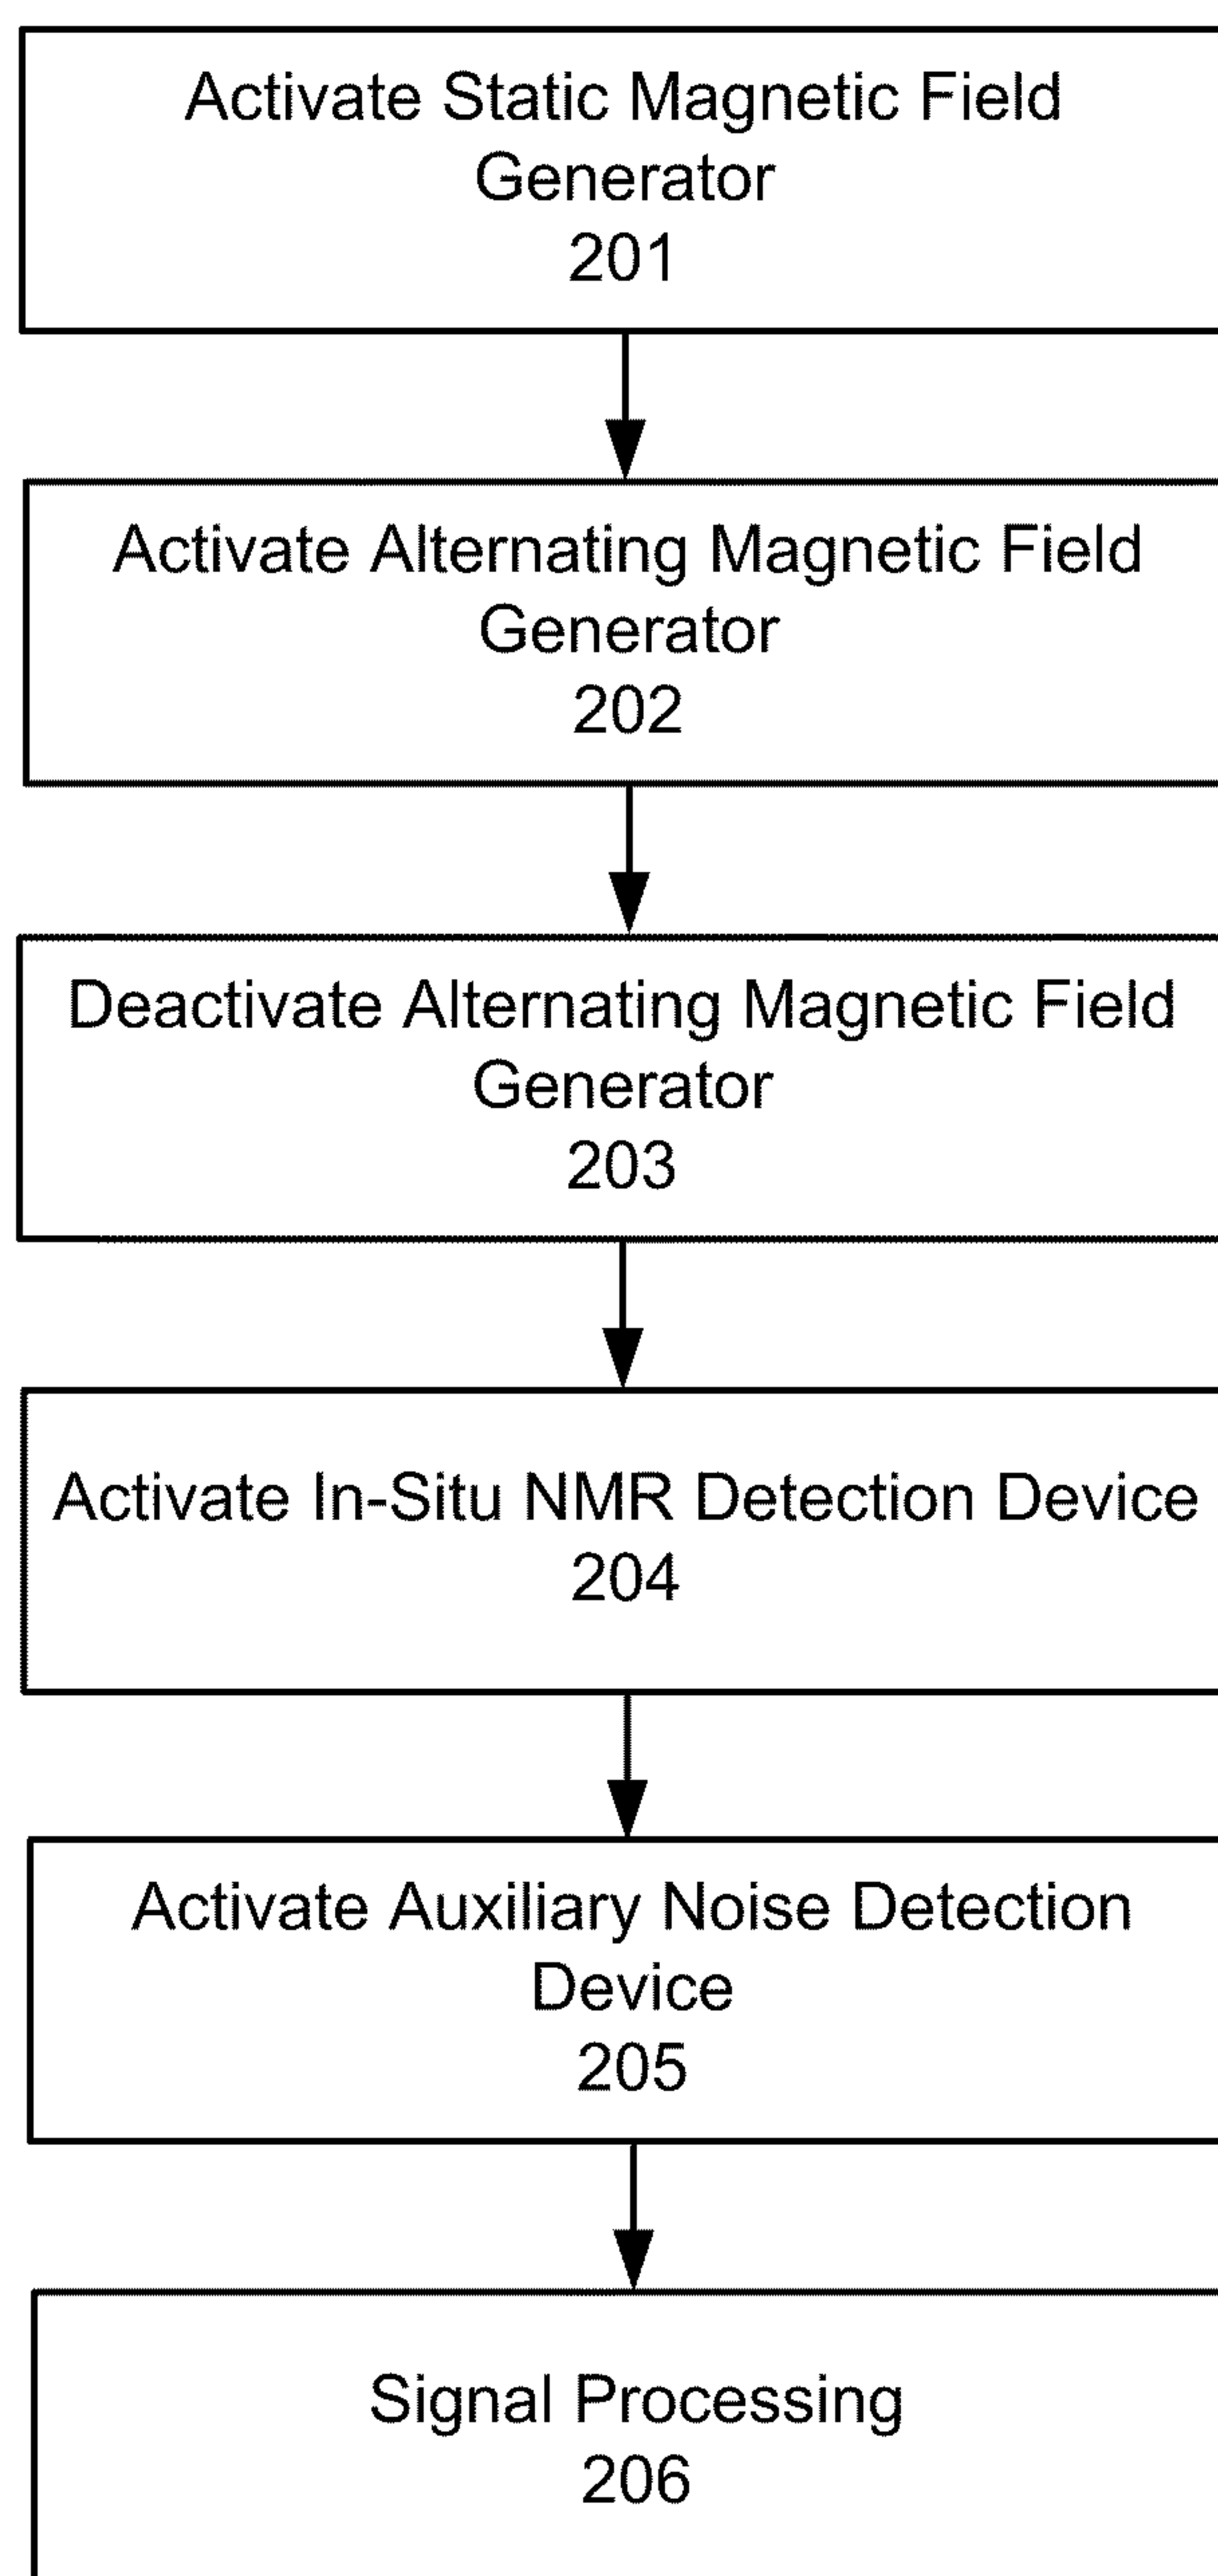 Activate Static Magnetic Field
Generator
201
Activate Alternating Magnetic Field
Generator
202
Deactivate Alternating Magnetic Field
Generator
203
Activate In-Situ NMR Detection Device
204
Activate Auxiliary Noise Detection
Device
205
Signal Processing
206